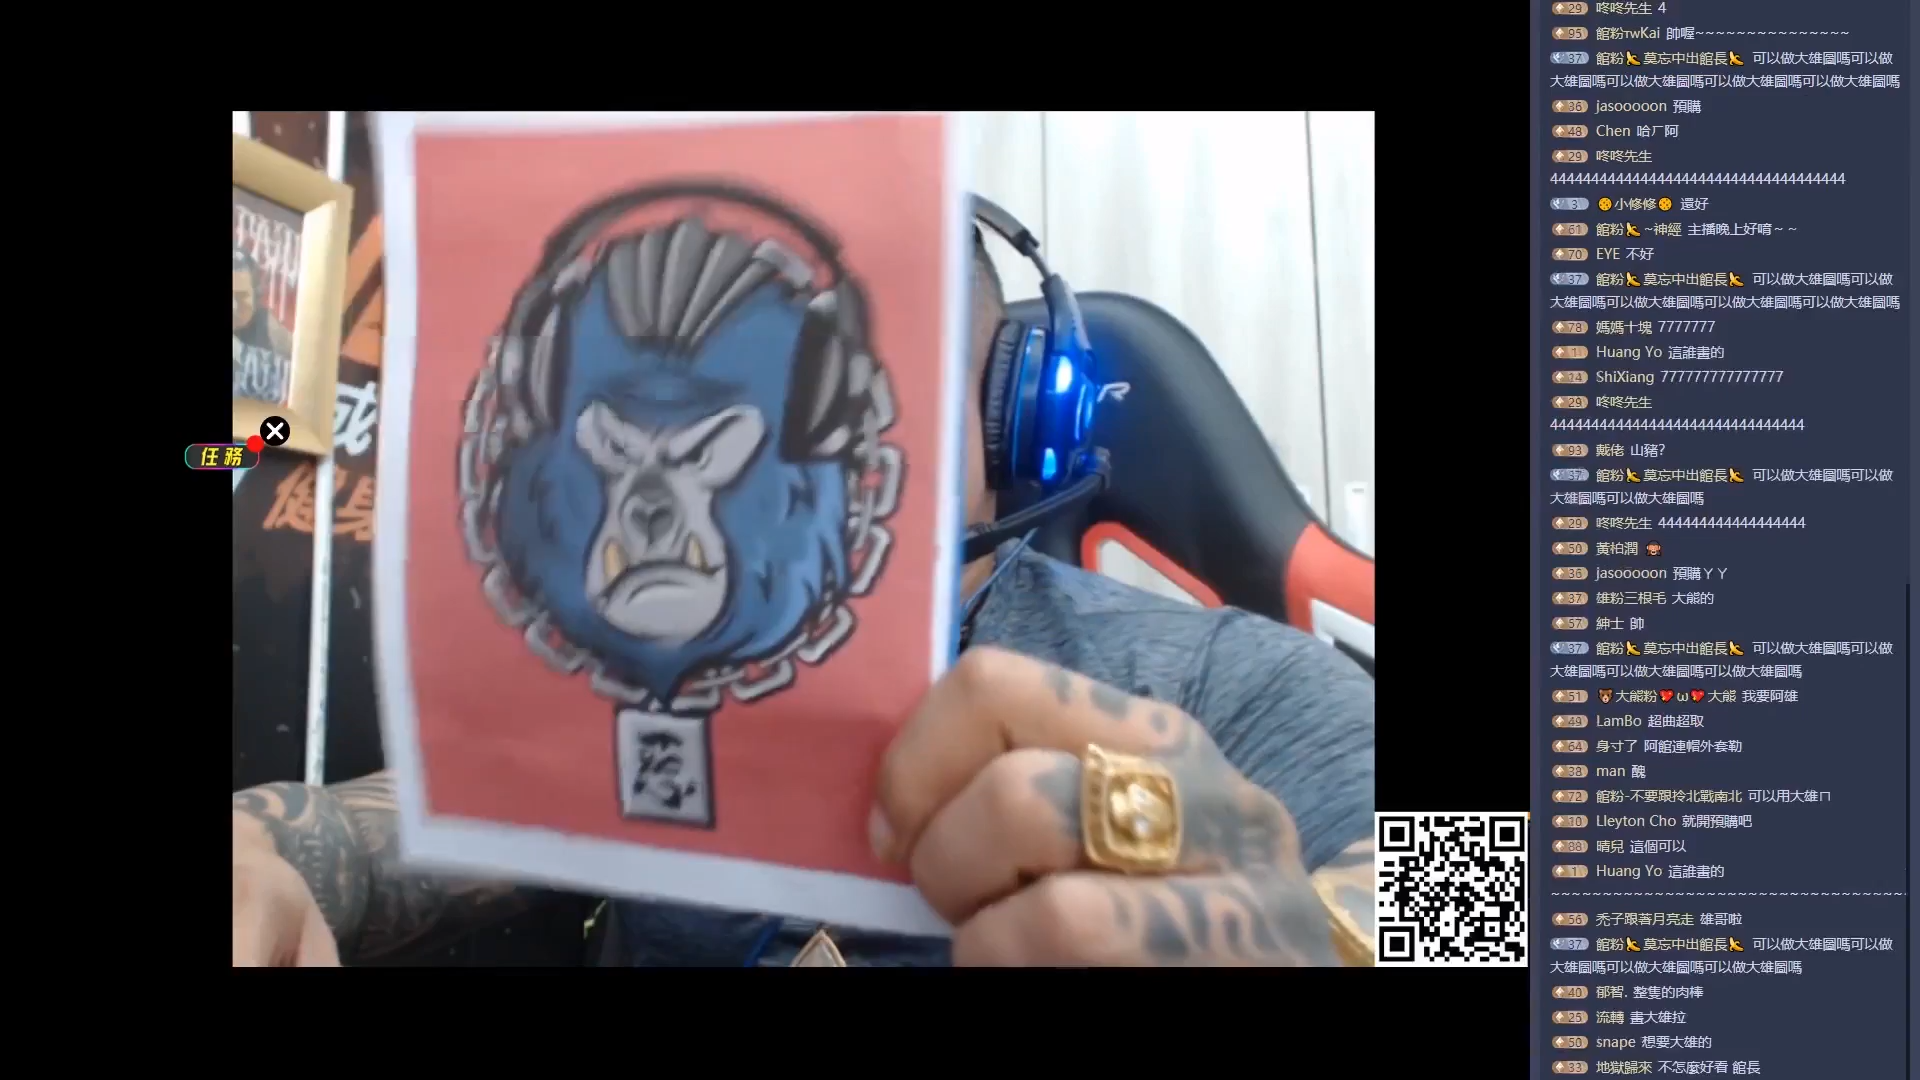 任務
成
健身
29 咚咚先生 4
95 館粉ᴛᴡKai 帥喔~~~~~~~~~~~~~~~
37 館粉💪莫忘中出館長💪 可以做大雄圖嗎可以做
大雄圖嗎可以做大雄圖嗎可以做大雄圖嗎可以做大雄圖嗎
36 jasooooon 預購
48 Chen 哈ㄏ阿
29 咚咚先生
444444444444444444444444444444444444
3 🍪小修修🍪 還好
61 館粉💪~神經 主播晚上好唷~ ~
70 EYE 不好
37 館粉💪莫忘中出館長💪 可以做大雄圖嗎可以做
大雄圖嗎可以做大雄圖嗎可以做大雄圖嗎可以做大雄圖嗎
78 媽媽十塊 7777777
1 Huang Yo 這誰畫的
14 ShiXiang 777777777777777
29 咚咚先生
4444444444444444444444444444444
93 戴佬 山豬?
37 館粉💪莫忘中出館長💪 可以做大雄圖嗎可以做
大雄圖嗎可以做大雄圖嗎
29 咚咚先生 444444444444444444
50 黃柏潤 🙉
36 jasooooon 預購ㄚㄚ
37 雄粉三根毛 大熊的
57 紳士 帥
37 館粉💪莫忘中出館長💪 可以做大雄圖嗎可以做
大雄圖嗎可以做大雄圖嗎可以做大雄圖嗎
51 🐻大熊粉💖ω💖大熊 我要阿雄
49 LamBo 超曲超取
64 身寸了 阿館連帽外套勒
38 man 醜
72 館粉-不要跟拎北戰南北 可以用大雄ㄇ
10 Lleyton Cho 就開預購吧
88 晴兒 這個可以
1 Huang Yo 這誰畫的
~~~~~~~~~~~~~~~~~~~~~~~~~~~~~~~~~~~
56 禿子跟著月亮走 雄哥啦
37 館粉💪莫忘中出館長💪 可以做大雄圖嗎可以做
大雄圖嗎可以做大雄圖嗎可以做大雄圖嗎
40 郁智. 整隻的肉棒
25 流轉 畫大雄拉
50 snape 想要大雄的
33 地獄歸來 不怎麼好看 館長